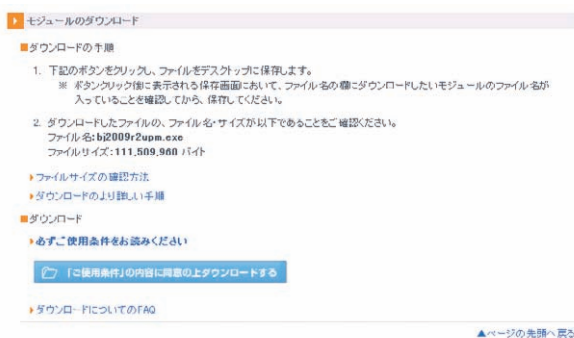 モジュールのダウンロード
■ダウンロードの手順
1. 下記のボタンをクリックし、ファイルをデスクトップに保存します。
※ ボタンクリック後に表示される保存画面において、ファイル名の欄にダウンロードしたいモジュールのファイル名が
入っていることを確認してから、保存してください。
2. ダウンロードしたファイルの、ファイル名・サイズが以下であることをご確認ください。
ファイル名:bj2009r2upm.exe
ファイルサイズ:111,509,960 バイト
ファイルサイズの確認方法
ダウンロードのより詳しい手順
■ダウンロード
必ずご使用条件をお読みください
「ご使用条件」の内容に同意の上ダウンロードする
ダウンロードについてのFAQ
▲ページの先頭へ戻る